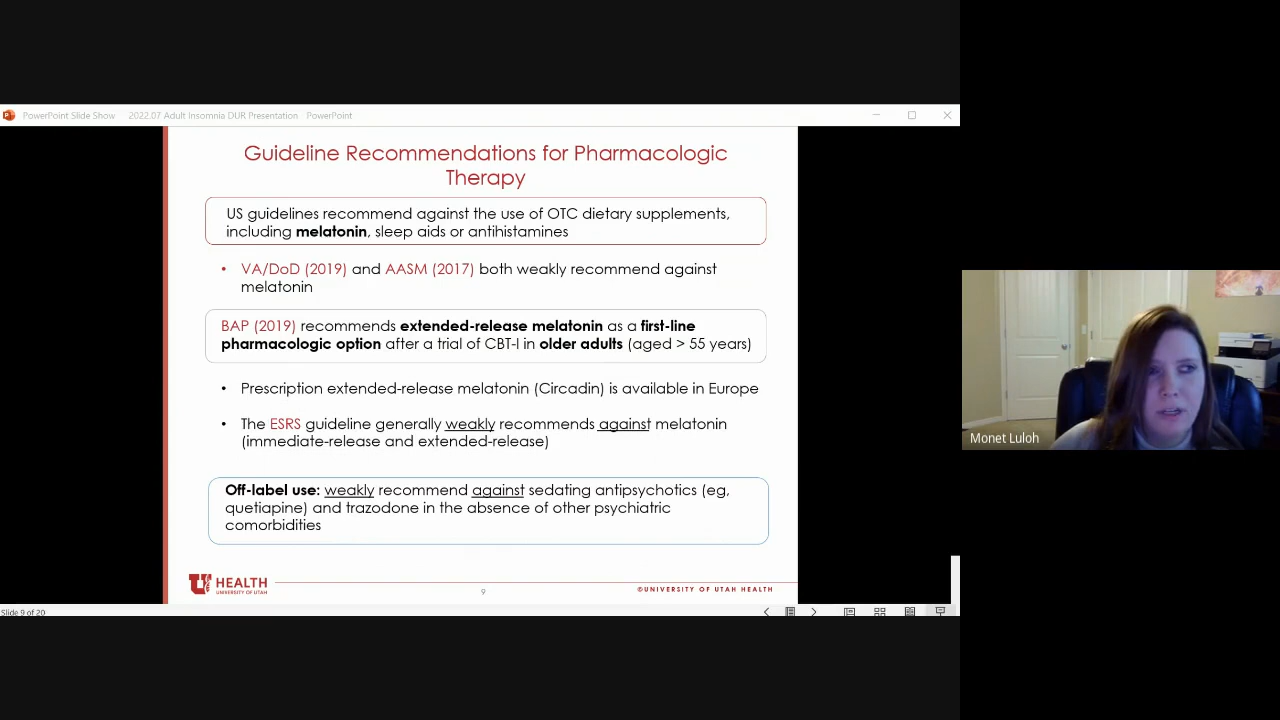 PowerPoint Slide Show 2022.07 Adult Insomnia DUR Presentation - PowerPoint
Guideline Recommendations for Pharmacologic
Therapy
US guidelines recommend against the use of OTC dietary supplements,
including melatonin, sleep aids or antihistamines
• VA/DoD (2019) and AASM (2017) both weakly recommend against
melatonin
BAP (2019) recommends extended-release melatonin as a first-line
pharmacologic option after a trial of CBT-I in older adults (aged > 55 years)
• Prescription extended-release melatonin (Circadin) is available in Europe
• The ESRS guideline generally weakly recommends against melatonin
(immediate-release and extended-release)
Off-label use: weakly recommend against sedating antipsychotics (eg,
quetiapine) and trazodone in the absence of other psychiatric
comorbidities
U HEALTH
UNIVERSITY OF UTAH
9
©UNIVERSITY OF UTAH HEALTH
Slide 9 of 20
Monet Luloh